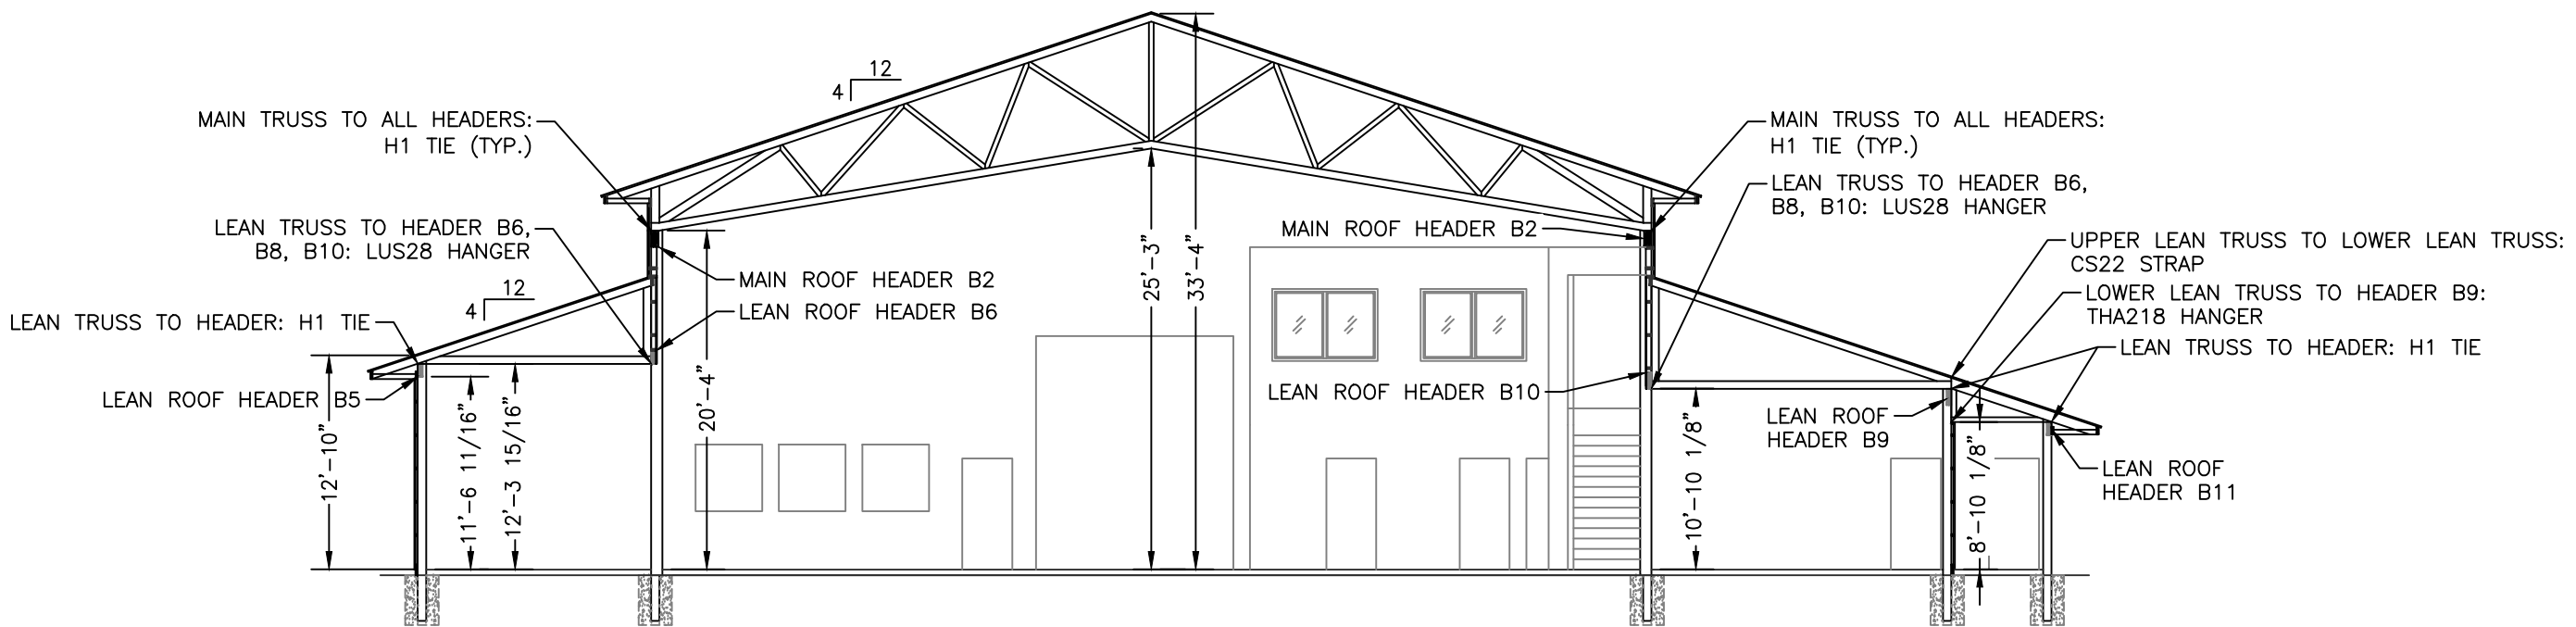 12
4
MAIN TRUSS TO ALL HEADERS:
H1 TIE (TYP.)
MAIN TRUSS TO ALL HEADERS:
H1 TIE (TYP.)
LEAN TRUSS TO HEADER B6,
B8, B10: LUS28 HANGER
LEAN TRUSS TO HEADER B6,
B8, B10: LUS28 HANGER
MAIN ROOF HEADER B2
UPPER LEAN TRUSS TO LOWER LEAN TRUSS:
CS22 STRAP
MAIN ROOF HEADER B2
25'-3"
33'-4"
12
4
LEAN ROOF HEADER B6
LOWER LEAN TRUSS TO HEADER B9:
THA218 HANGER
LEAN TRUSS TO HEADER: H1 TIE
LEAN TRUSS TO HEADER: H1 TIE
LEAN ROOF HEADER B5
20'-4"
LEAN ROOF HEADER B10
LEAN ROOF
HEADER B9
12'-10"
11'-6 11/16"
12'-3 15/16"
10'-10 1/8"
8'-10 1/8"
LEAN ROOF
HEADER B11